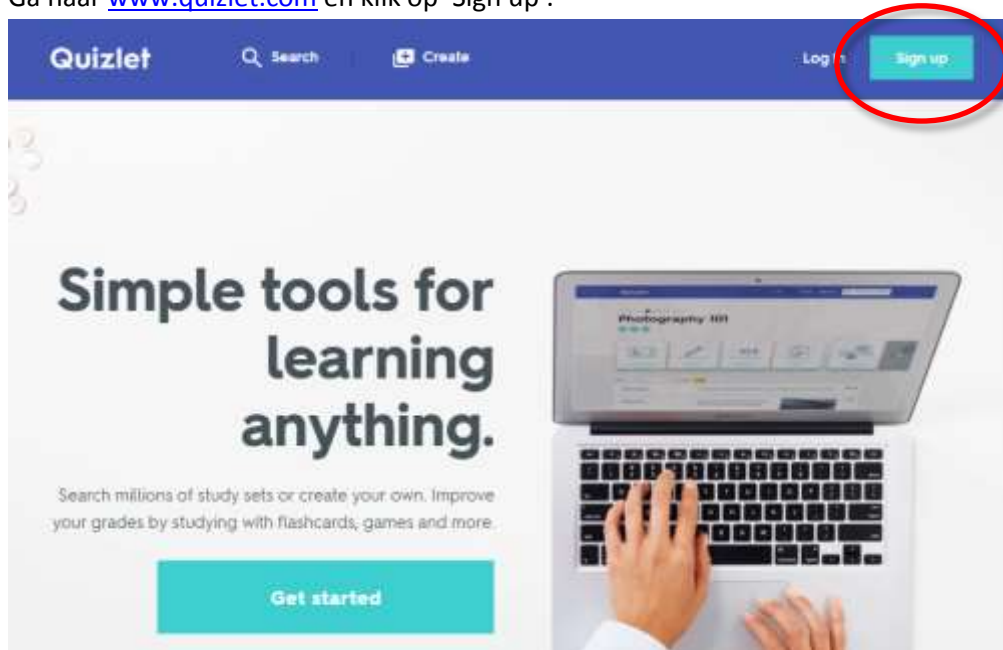 Ga naar www.quizlet.com en klik op 'Sign up'.
Quizlet Search Create Log In Sign up
Simple tools for
learning
anything.
Search millions of study sets or create your own. Improve
your grades by studying with flashcards, games and more.
Get started
Photography 101